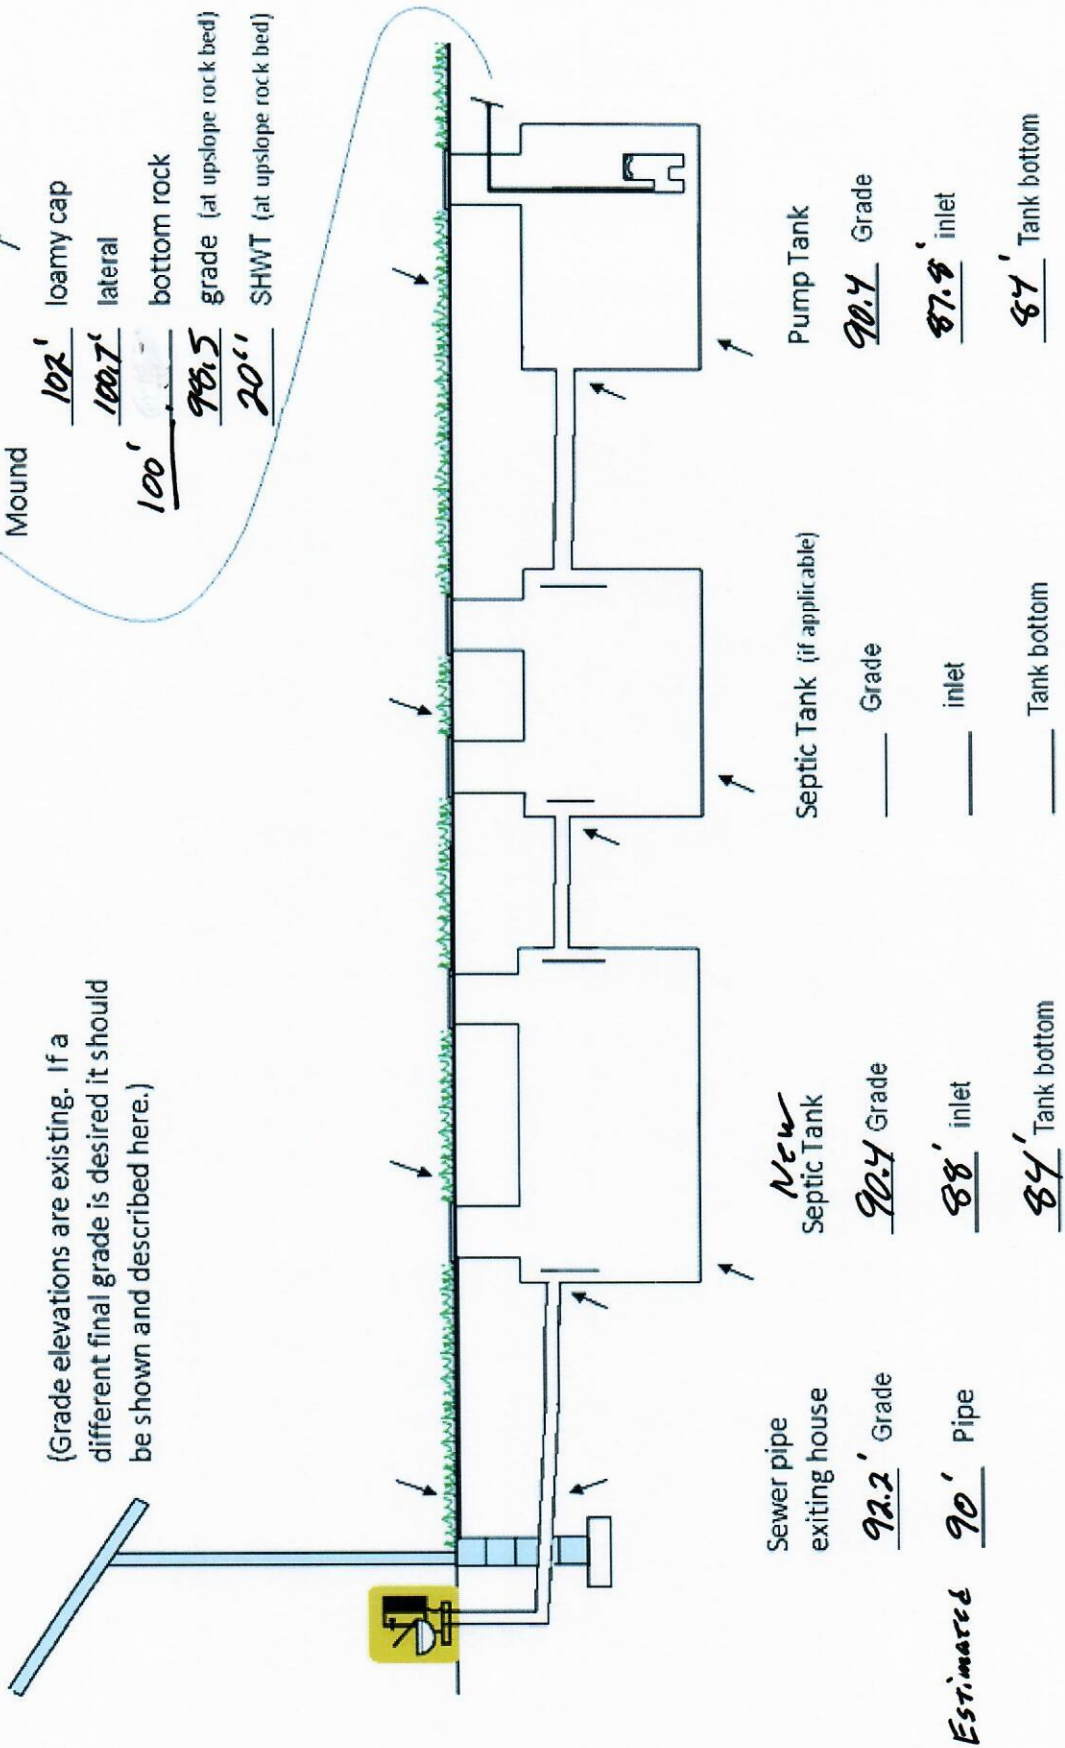 (Grade elevations are existing. If a
different final grade is desired it should
be shown and described here.)
Mound
102' loamy cap
100.7' lateral
100' bottom rock
98.5 grade (at upslope rock bed)
20" SHWT (at upslope rock bed)
Sewer pipe
exiting house
92.2' Grade
Estimated 90' Pipe
New
Septic Tank
90.4 Grade
88' inlet
84' Tank bottom
Septic Tank (if applicable)
Grade
inlet
Tank bottom
Pump Tank
90.4 Grade
87.8' inlet
84' Tank bottom